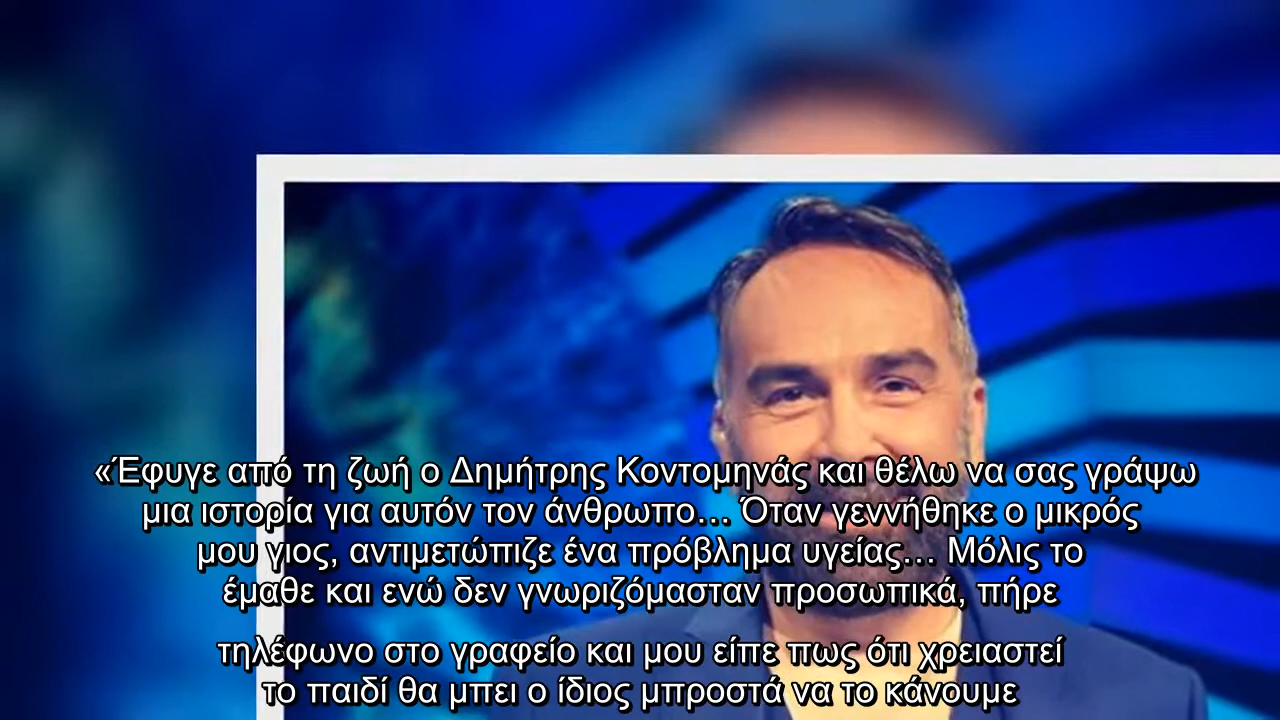 «Έφυγε από τη ζωή ο Δημήτρης Κοντομηνάς και θέλω να σας γράψω
μια ιστορία για αυτόν τον άνθρωπο… Όταν γεννήθηκε ο μικρός
μου γιος, αντιμετώπιζε ένα πρόβλημα υγείας… Μόλις το
έμαθε και ενώ δεν γνωριζόμασταν προσωπικά, πήρε
τηλέφωνο στο γραφείο και μου είπε πως ότι χρειαστεί
το παιδί θα μπει ο ίδιος μπροστά να το κάνουμε